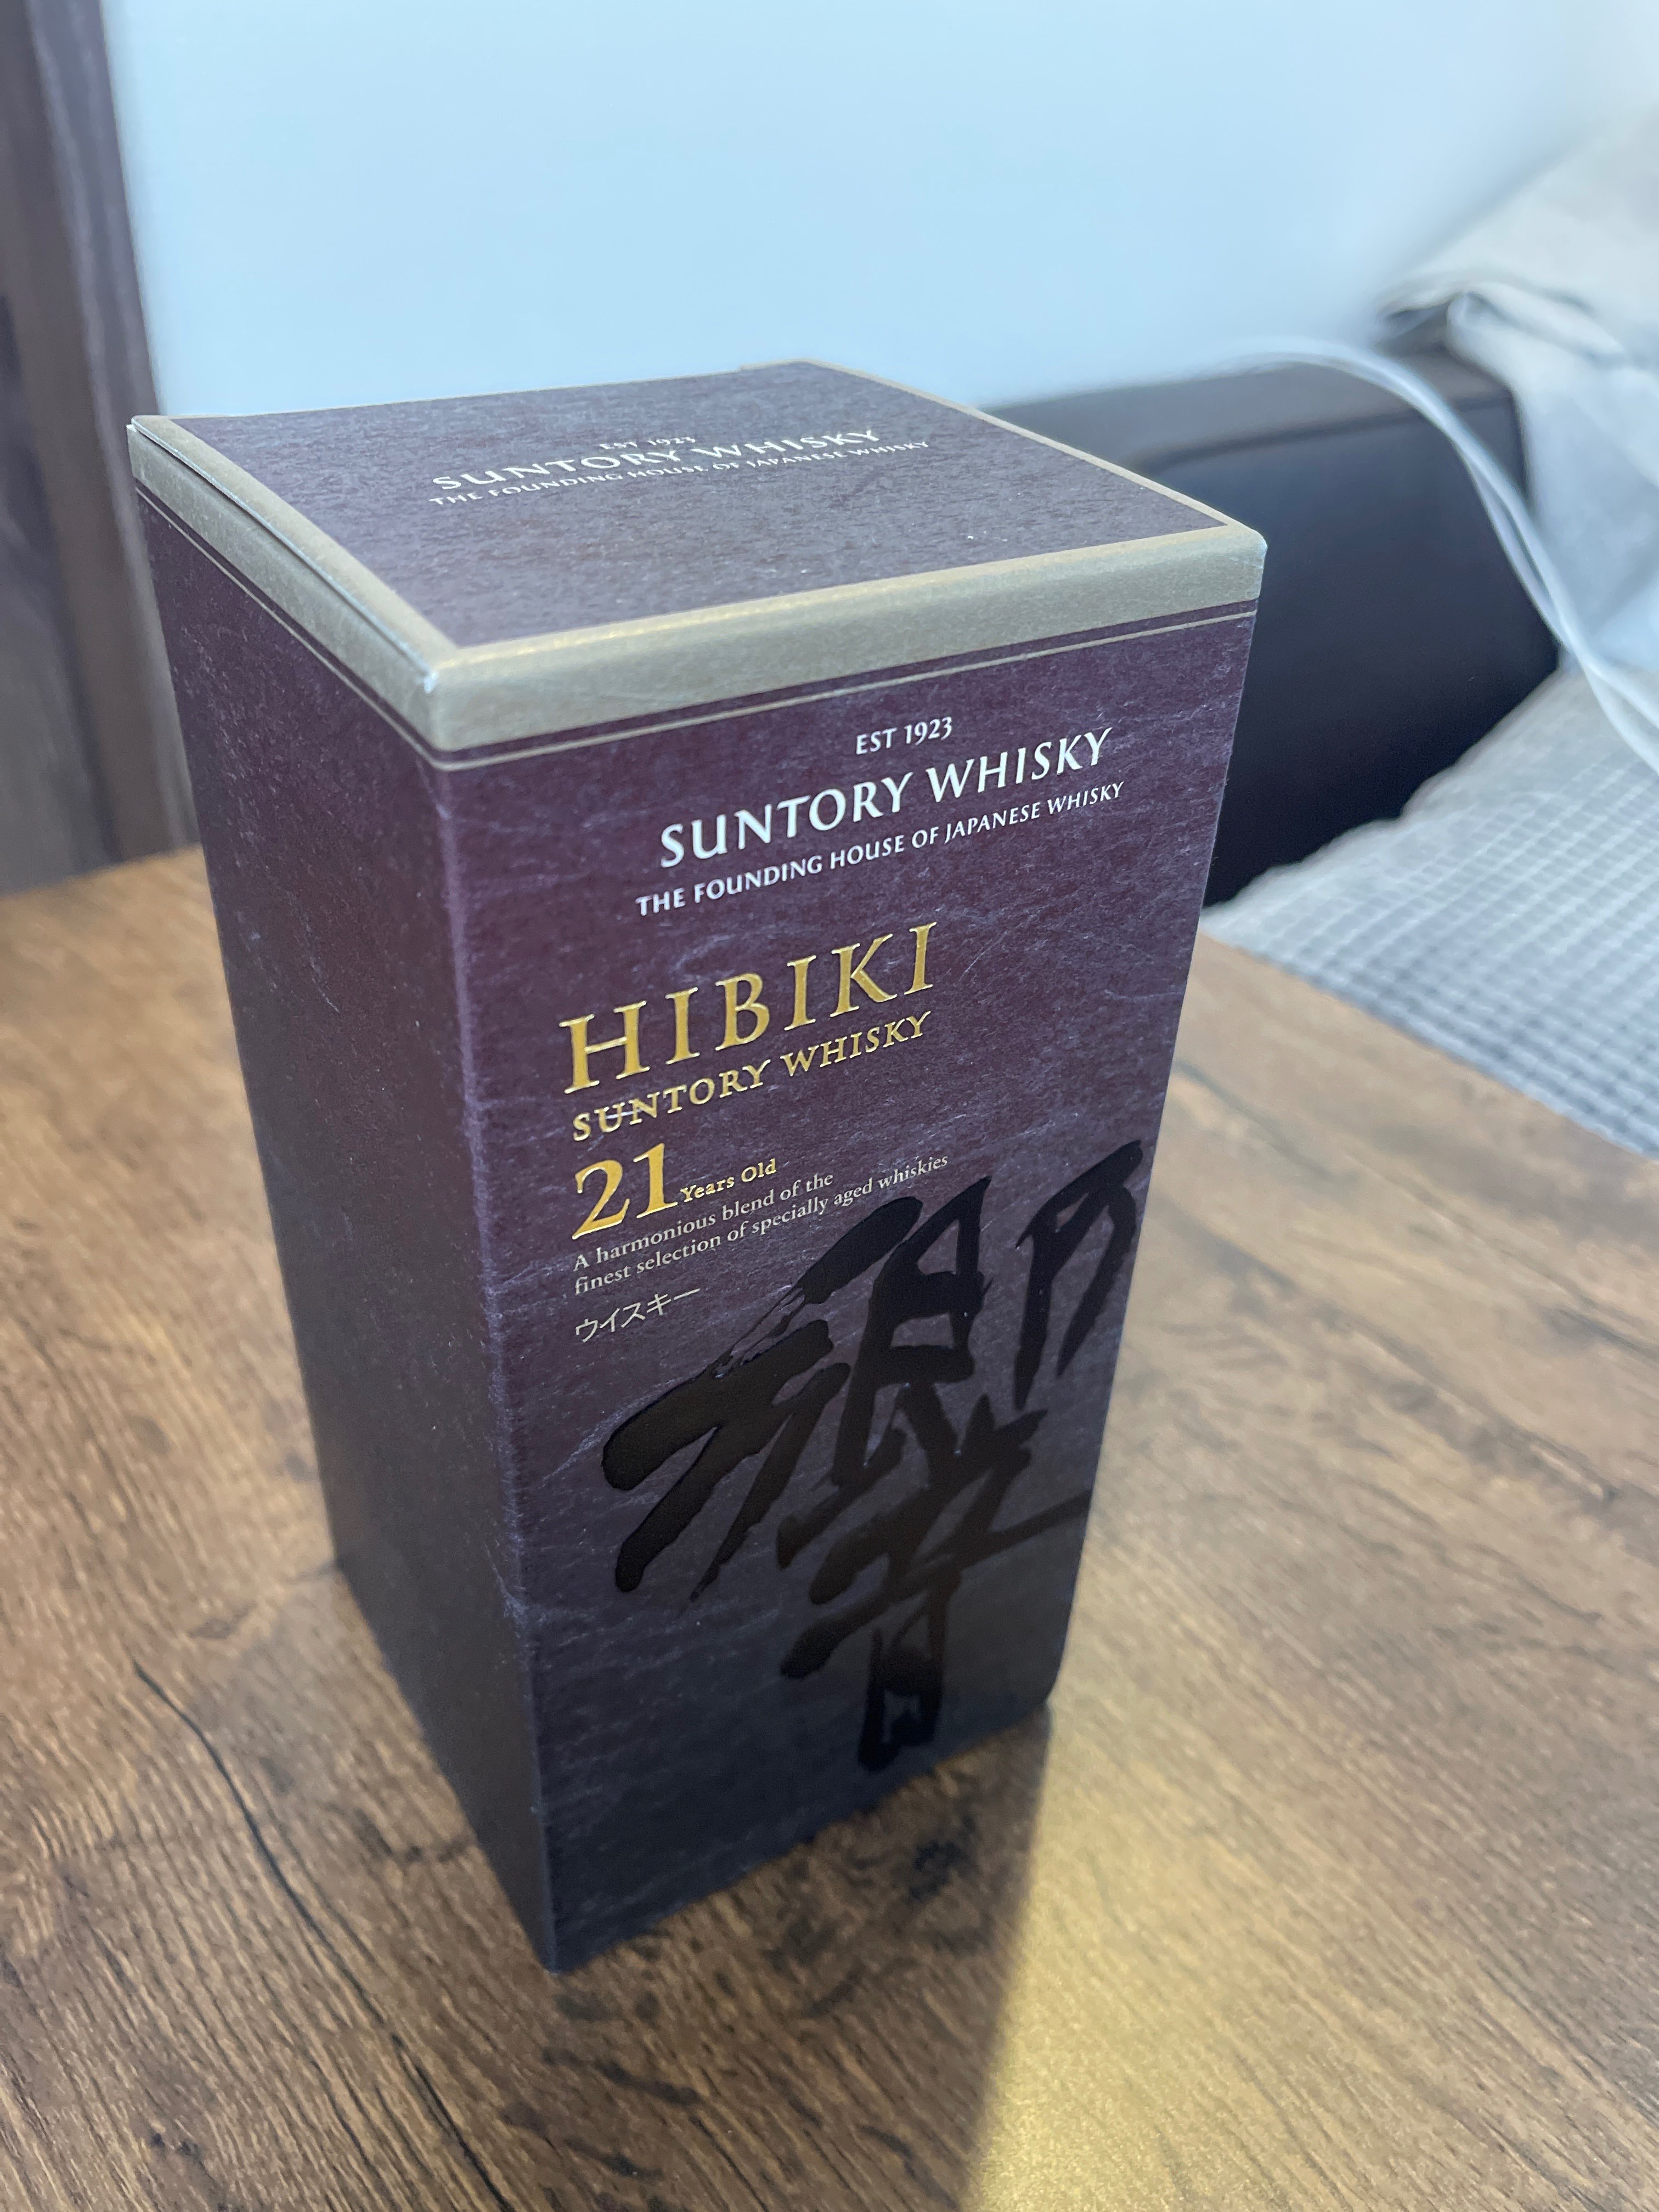 EST 1923
SUNTORY WHISKY
THE FOUNDING HOUSE OF JAPANESE WHISKY
EST 1923
SUNTORY WHISKY
THE FOUNDING HOUSE OF JAPANESE WHISKY
HIBIKI
SUNTORY WHISKY
21 Years Old
A harmonious blend of the
finest selection of specially aged whiskies
ウイスキー
響